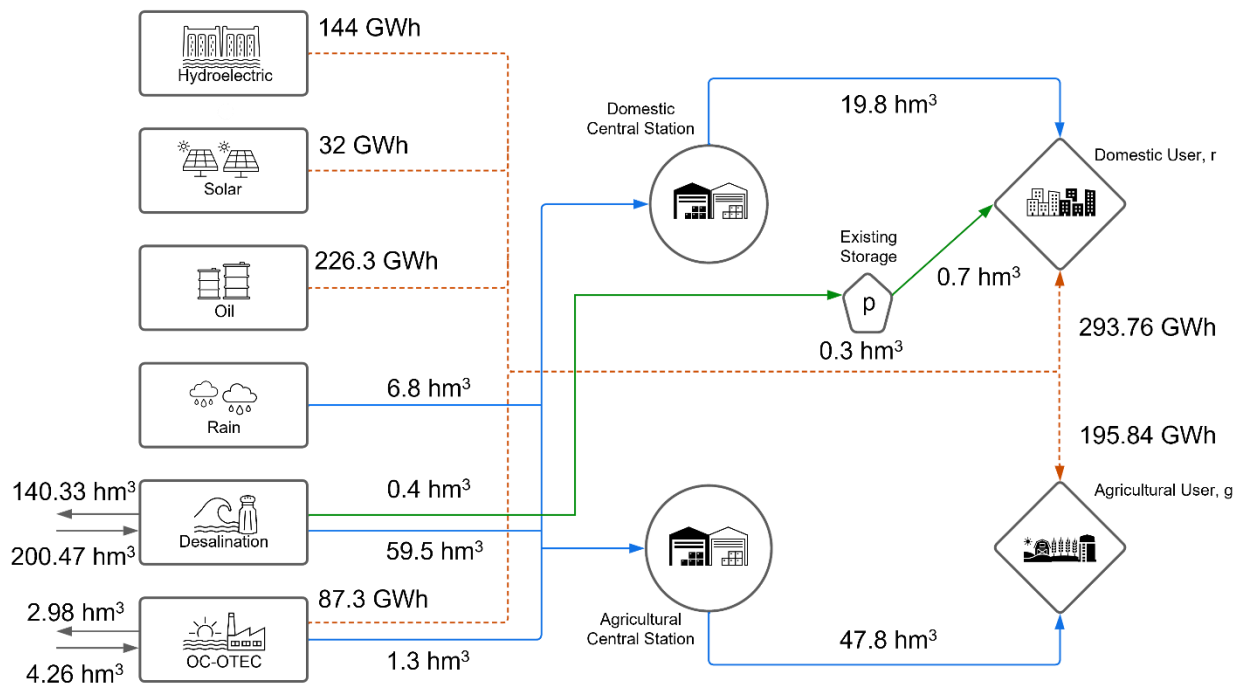 144 GWh
Hydroelectric
32 GWh
Solar
226.3 GWh
Oil
6.8 hm³
Rain
140.33 hm³
0.4 hm³
Desalination
200.47 hm³
59.5 hm³
2.98 hm³
87.3 GWh
OC-OTEC
4.26 hm³
1.3 hm³
Domestic
Central Station
19.8 hm³
Domestic User, r
Existing
Storage
p
0.7 hm³
0.3 hm³
293.76 GWh
195.84 GWh
Agricultural User, g
Agricultural
Central Station
47.8 hm³